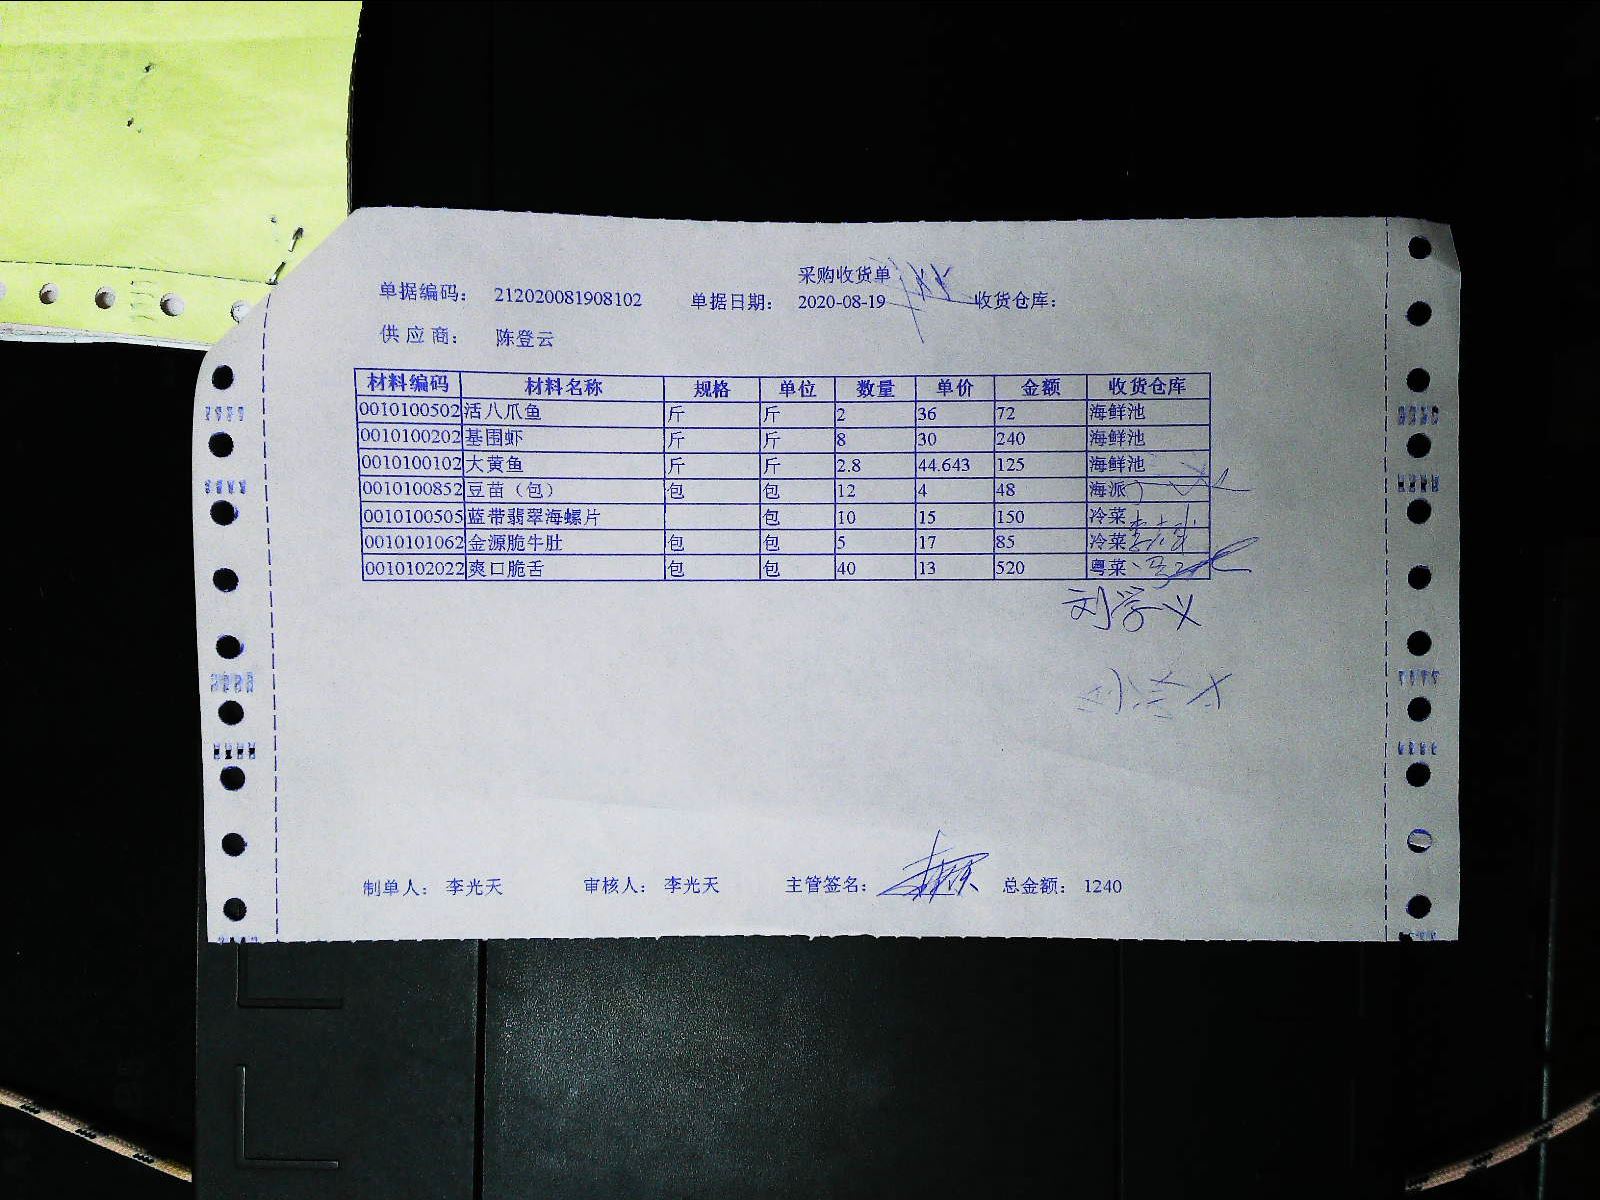 采购收货单
单据编码： 212020081908102 单据日期： 2020-08-19 收货仓库：
供应商： 陈登云
材料编码 材料名称 规格 单位 数量 单价 金额 收货仓库
0010100502 活八爪鱼 斤 斤 2 36 72 海鲜池
0010100202 基围虾 斤 斤 8 30 240 海鲜池
0010100102 大黄鱼 斤 斤 2.8 44.643 125 海鲜池
0010100852 豆苗（包） 包 包 12 4 48 海派
0010100505 蓝带翡翠海螺片 包 10 15 150 冷菜
0010101062 金源脆牛肚 包 包 5 17 85 冷菜
0010102022 爽口脆舌 包 包 40 13 520 粤菜
刘学义
制单人： 李光天 审核人： 李光天 主管签名： 总金额： 1240